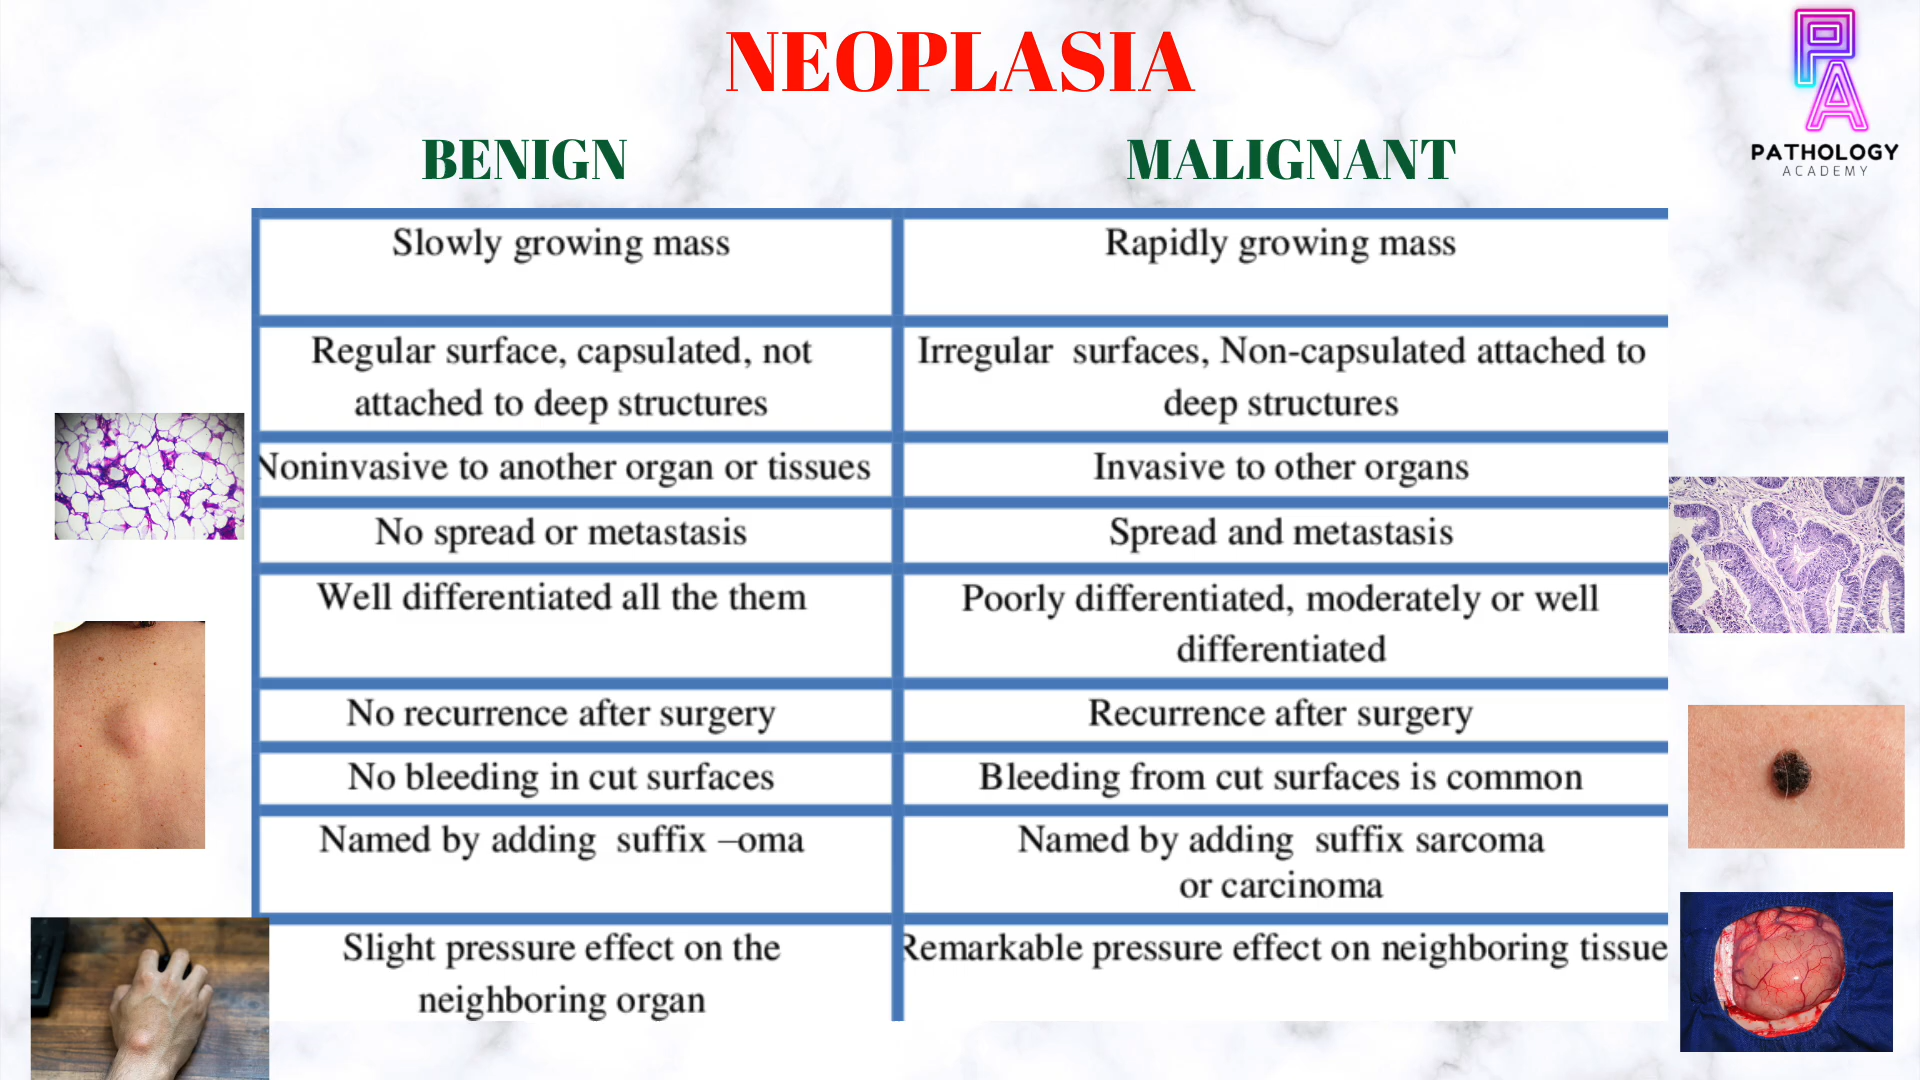 NEOPLASIA
PATHOLOGY
ACADEMY
BENIGN
MALIGNANT
Slowly growing mass
Rapidly growing mass
Regular surface, capsulated, not
attached to deep structures
Irregular surfaces, Non-capsulated attached to
deep structures
Noninvasive to another organ or tissues
Invasive to other organs
No spread or metastasis
Spread and metastasis
Well differentiated all the them
Poorly differentiated, moderately or well
differentiated
No recurrence after surgery
Recurrence after surgery
No bleeding in cut surfaces
Bleeding from cut surfaces is common
Named by adding suffix –oma
Named by adding suffix sarcoma
or carcinoma
Slight pressure effect on the
neighboring organ
Remarkable pressure effect on neighboring tissue
PA